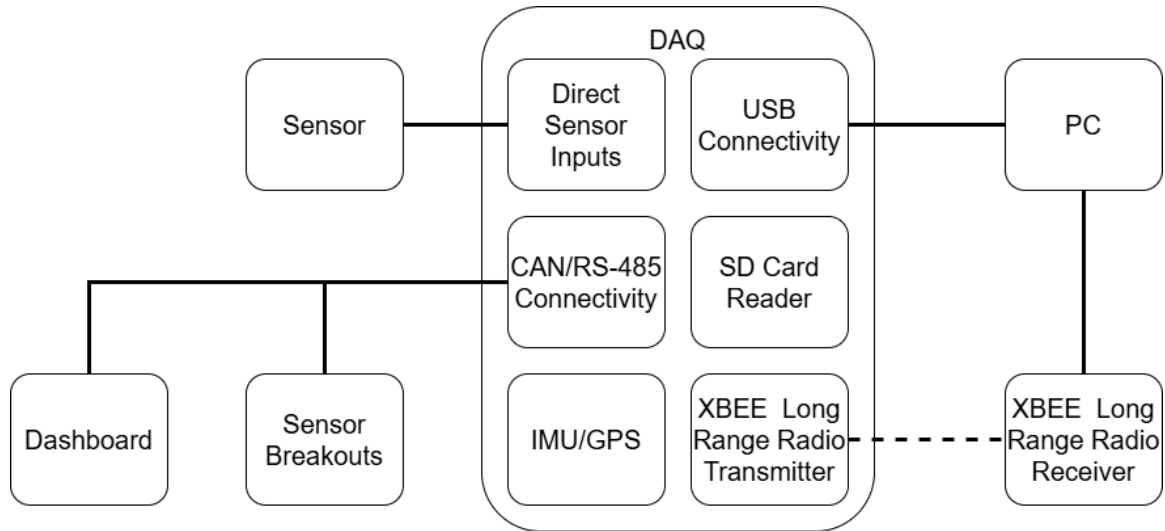 DAQ
Sensor
Direct
Sensor
Inputs
USB
Connectivity
PC
CAN/RS-485
Connectivity
SD Card
Reader
Dashboard
Sensor
Breakouts
IMU/GPS
XBEE  Long
Range Radio
Transmitter
XBEE  Long
Range Radio
Receiver